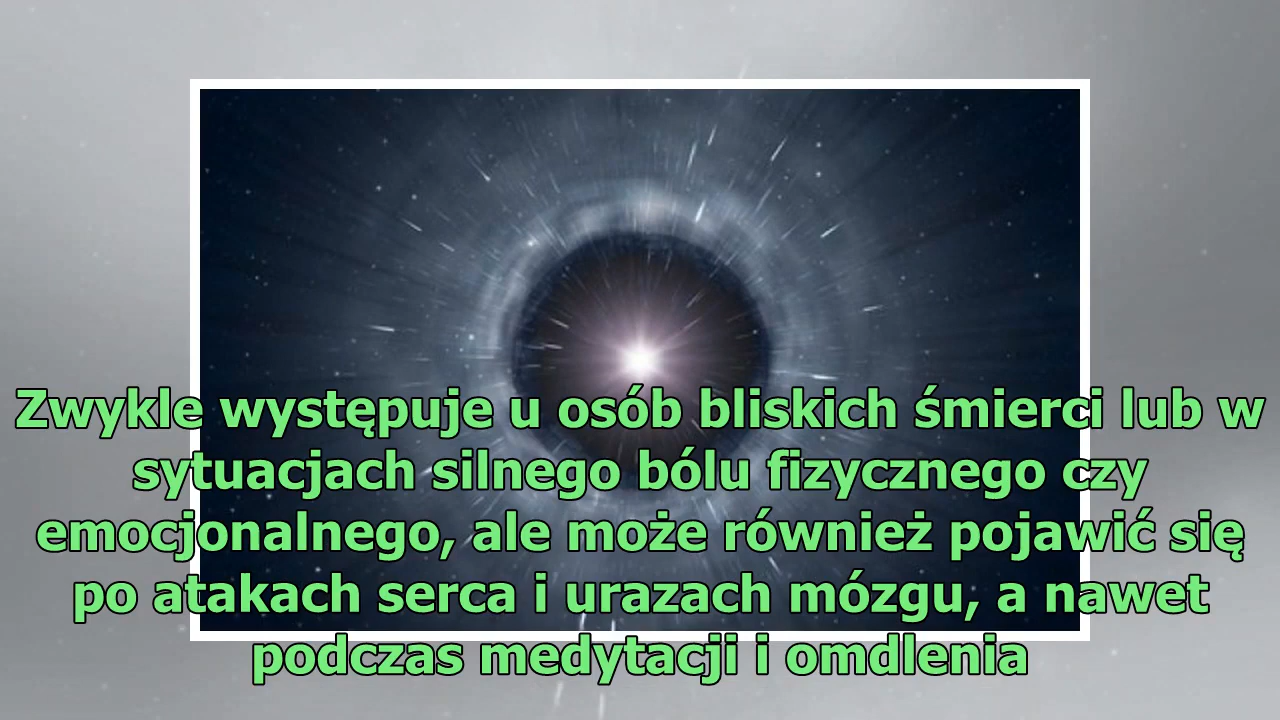 Zwykle występuje u osób bliskich śmierci lub w
sytuacjach silnego bólu fizycznego czy
emocjonalnego, ale może również pojawić się
po atakach serca i urazach mózgu, a nawet
podczas medytacji i omdlenia